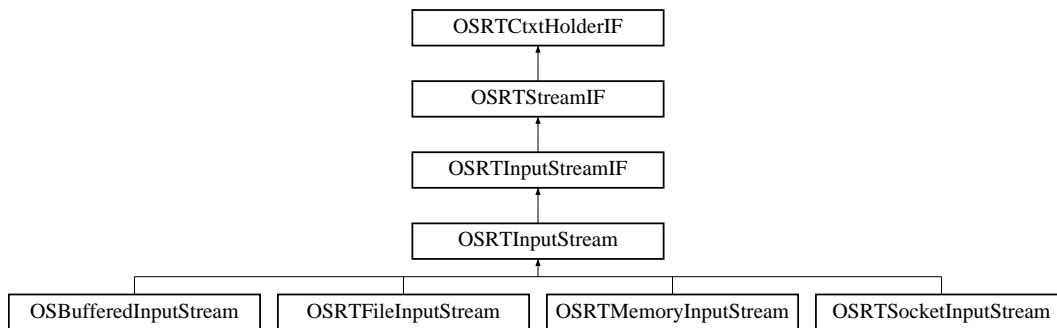 OSRTCtxtHolderIF
OSRTStreamIF
OSRTInputStreamIF
OSRTInputStream
OSBufferedInputStream OSRTFileInputStream OSRTMemoryInputStream OSRTSocketInputStream